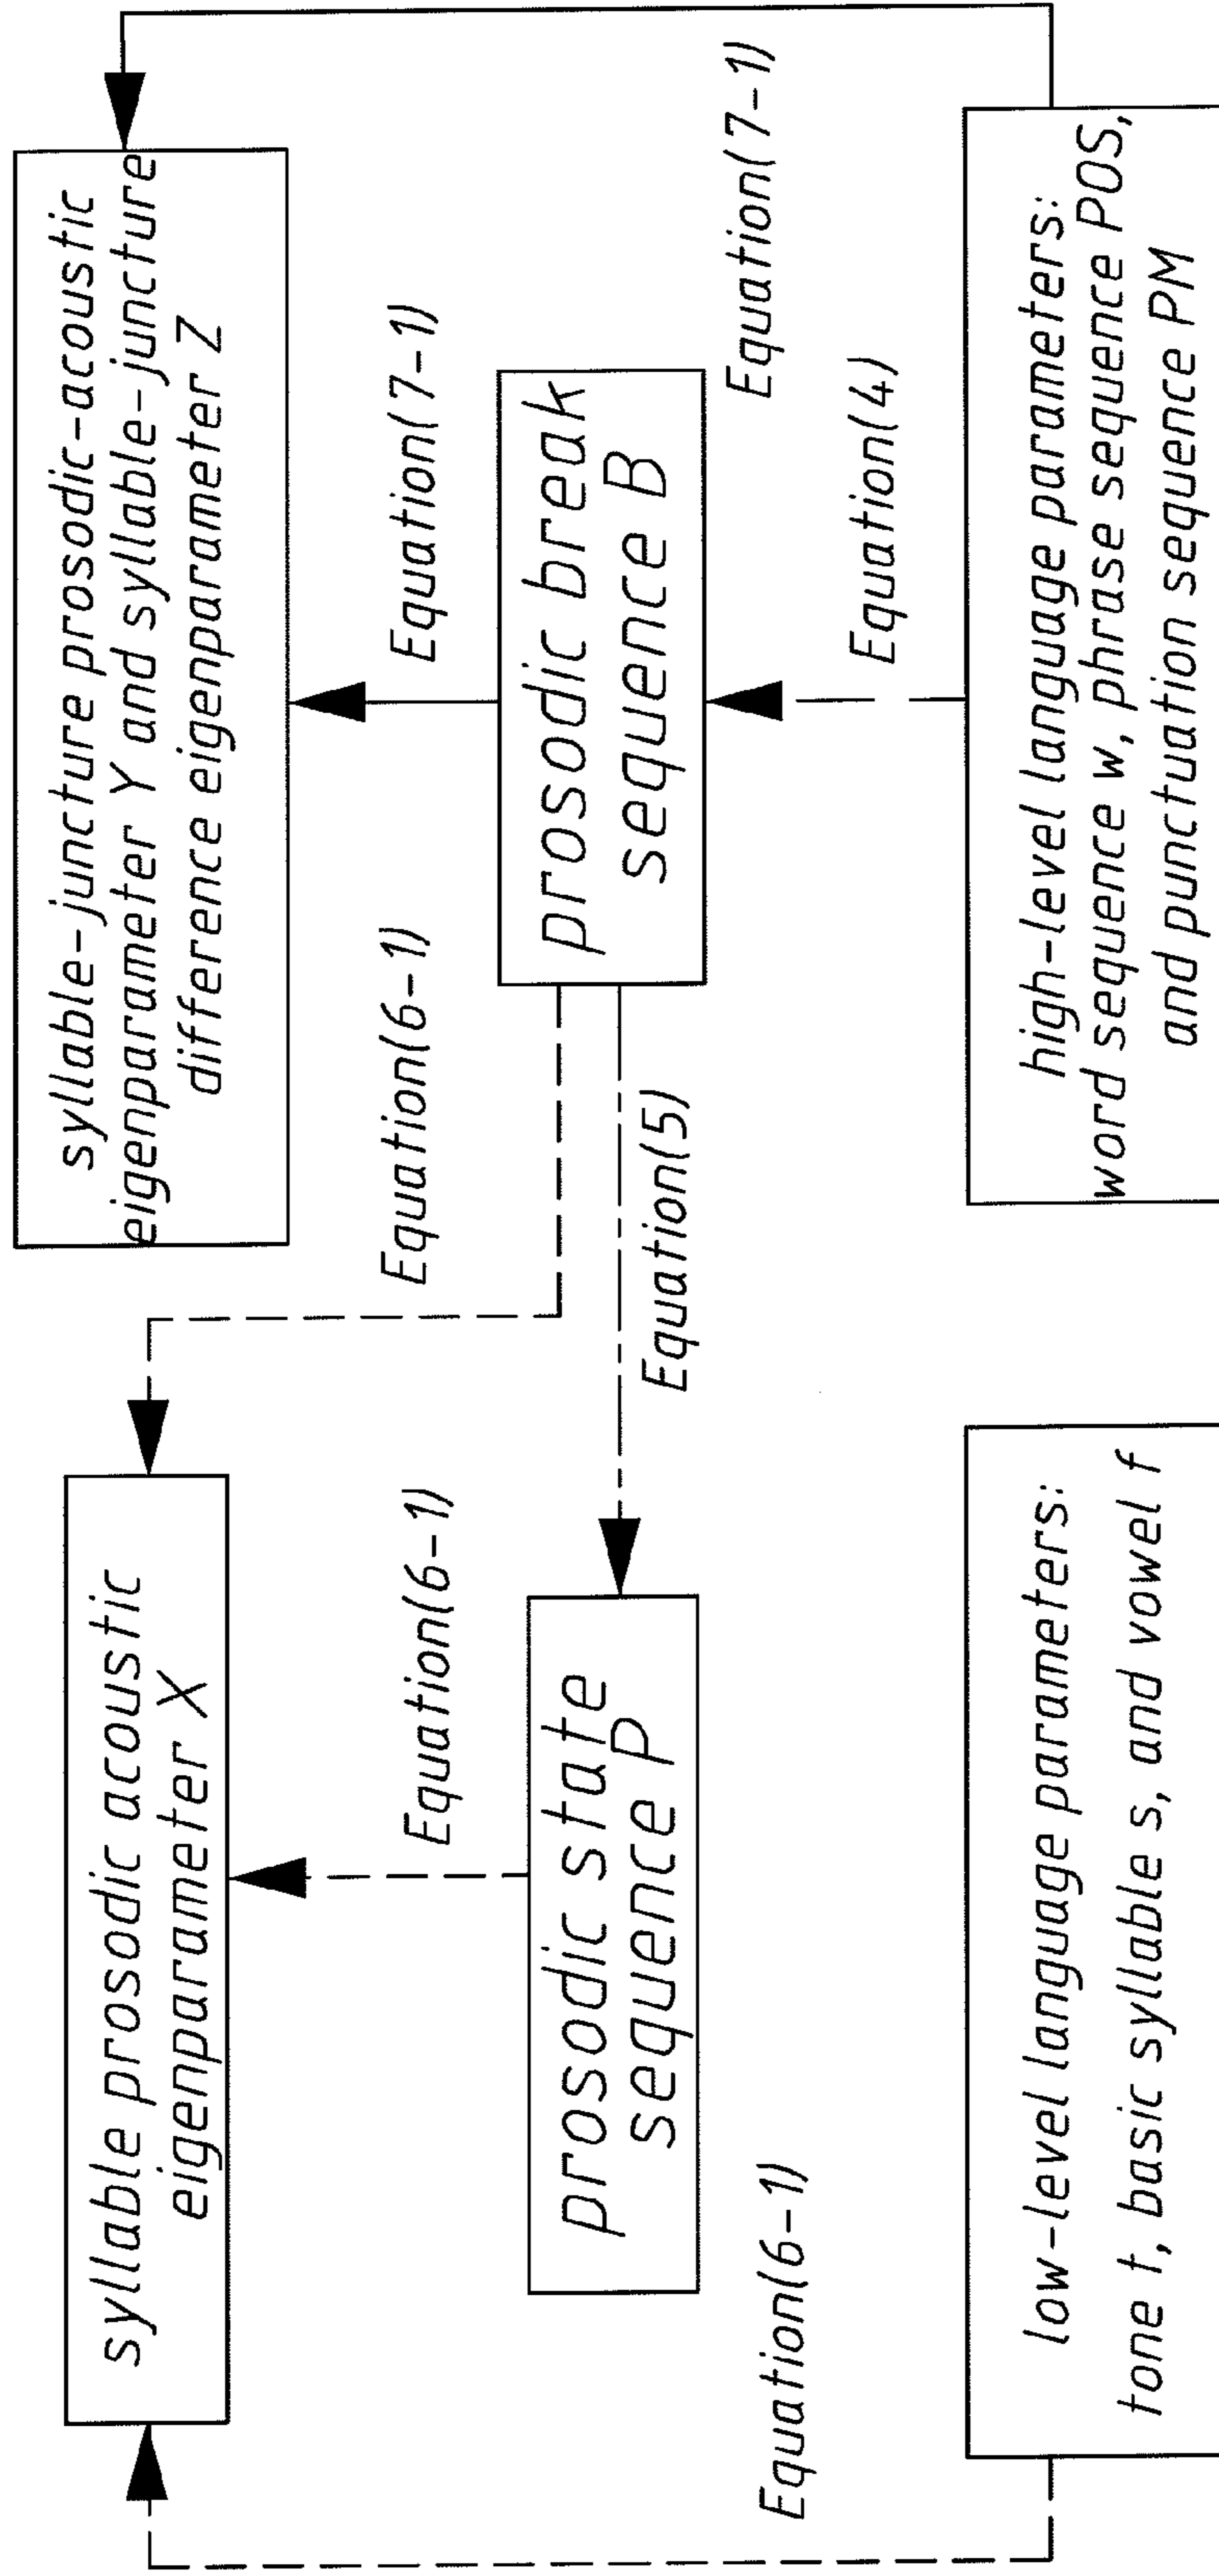 syllable prosodic acoustic
eigenparameter X
syllable-juncture prosodic-acoustic
eigenparameter Y and syllable-juncture
difference eigenparameter Z
Equation(6-1)
Equation(6-1)
Equation(7-1)
prosodic state
sequence P
Equation(5)
prosodic break
sequence B
Equation(6-1)
Equation(4)
Equation(7-1)
low-level language parameters:
tone t, basic syllable s, and vowel f
high-level language parameters:
word sequence w, phrase sequence POS,
and punctuation sequence PM